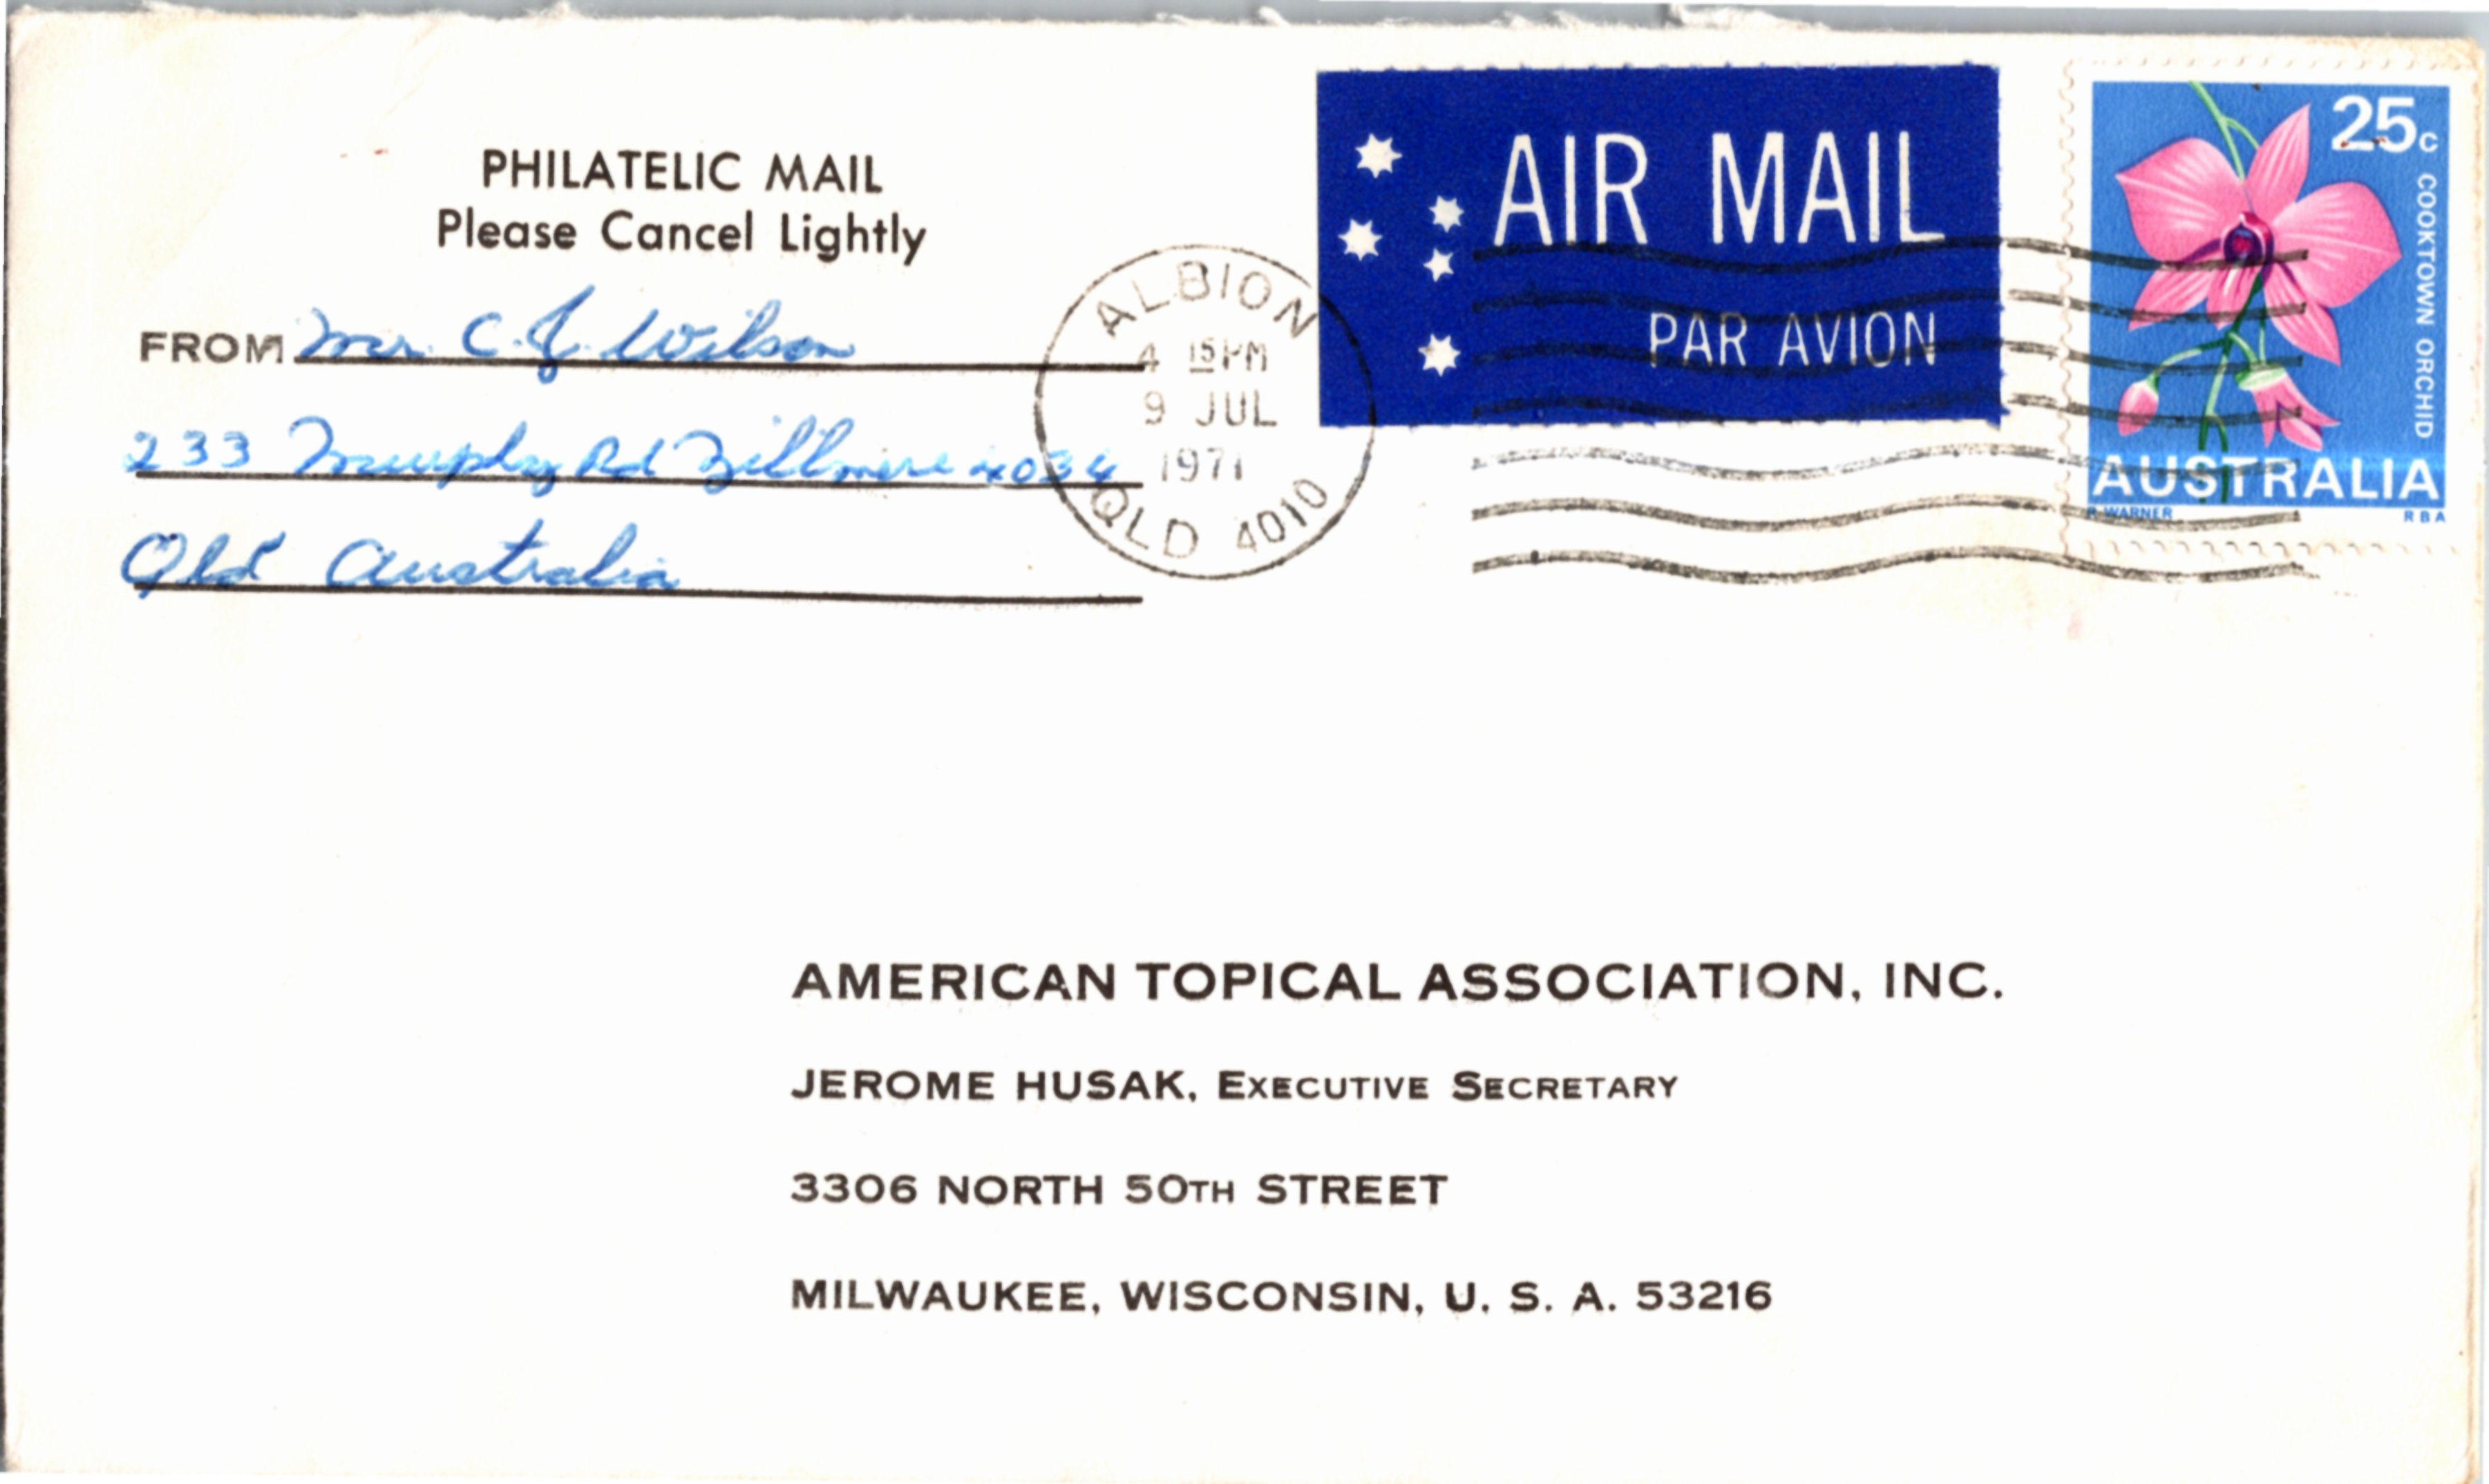 PHILATELIC MAIL
Please Cancel Lightly
FROM Mr. C. J. Wilson
233 Murphy Rd Zillmere 4034
Qld Australia
ALBION
4 15 PM
9 JUL
1971
QLD 4010
AIR MAIL
PAR AVION
25c
COOKTOWN ORCHID
AUSTRALIA
P. WARNER RBA
AMERICAN TOPICAL ASSOCIATION, INC.
JEROME HUSAK, EXECUTIVE SECRETARY
3306 NORTH 50TH STREET
MILWAUKEE, WISCONSIN, U. S. A. 53216